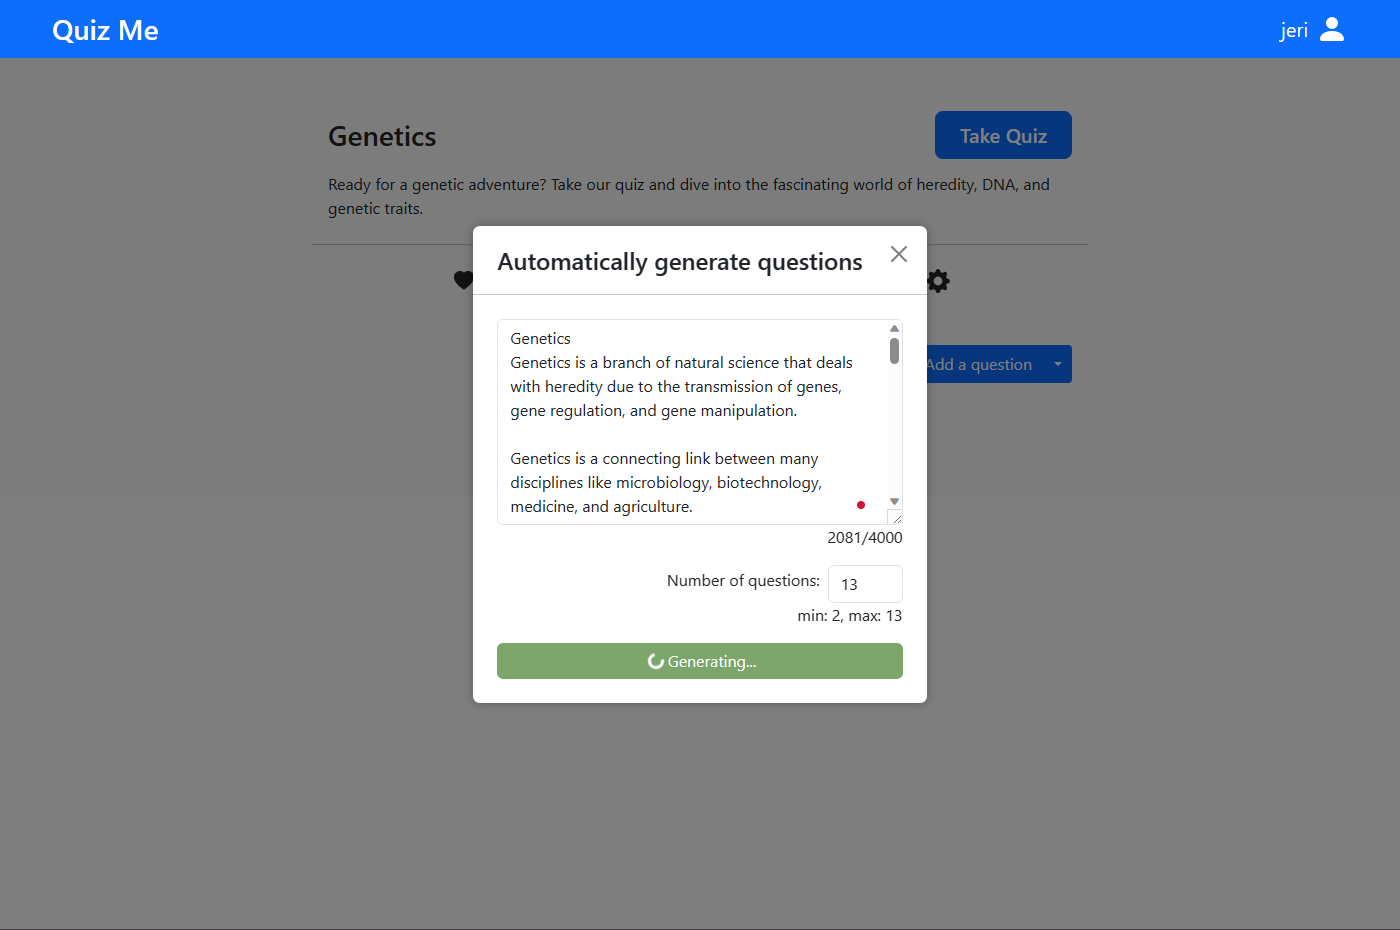 Quiz Me
jeri
Genetics
Take Quiz
Ready for a genetic adventure? Take our quiz and dive into the fascinating world of heredity, DNA, and
genetic traits.
Automatically generate questions
Genetics
Genetics is a branch of natural science that deals
with heredity due to the transmission of genes,
gene regulation, and gene manipulation.
Genetics is a connecting link between many
disciplines like microbiology, biotechnology,
medicine, and agriculture.
Add a question
2081/4000
Number of questions: 13
min: 2, max: 13
Generating...